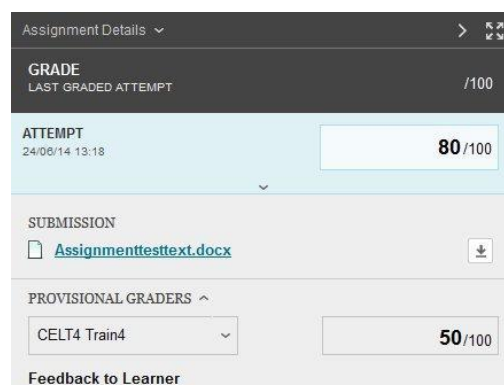 Assignment Details
GRADE
LAST GRADED ATTEMPT
/100
ATTEMPT
24/06/14 13:18
80/100
SUBMISSION
Assignmenttesttext.docx
PROVISIONAL GRADERS
CELT4 Train4
50/100
Feedback to Learner